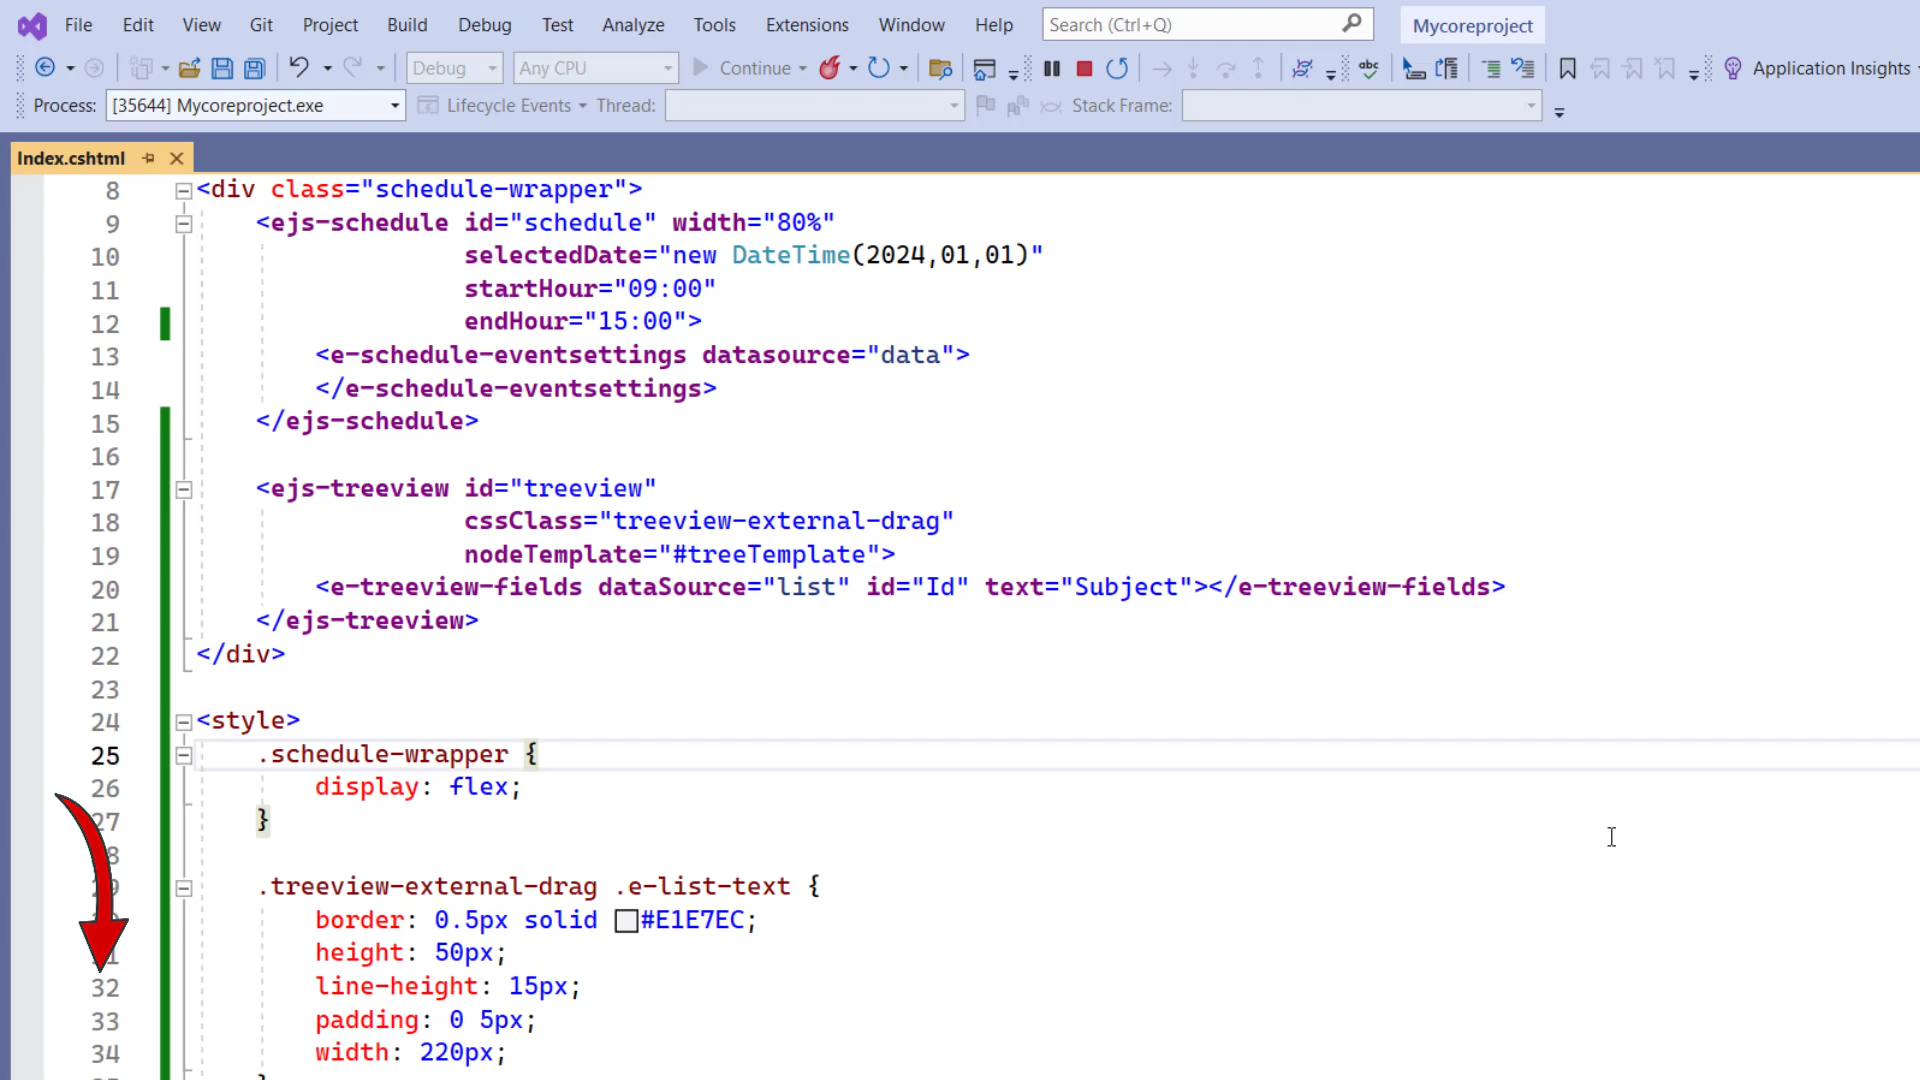 File Edit View Git Project Build Debug Test Analyze Tools Extensions Window Help Search (Ctrl+Q) Mycoreproject
Debug Any CPU Continue Application Insights
Process: [35644] Mycoreproject.exe Lifecycle Events Thread: Stack Frame:
Index.cshtml
8 <div class="schedule-wrapper">
9 <ejs-schedule id="schedule" width="80%"
10 selectedDate="new DateTime(2024,01,01)"
11 startHour="09:00"
12 endHour="15:00">
13 <e-schedule-eventsettings datasource="data">
14 </e-schedule-eventsettings>
15 </ejs-schedule>
16
17 <ejs-treeview id="treeview"
18 cssClass="treeview-external-drag"
19 nodeTemplate="#treeTemplate">
20 <e-treeview-fields dataSource="list" id="Id" text="Subject"></e-treeview-fields>
21 </ejs-treeview>
22 </div>
23
24 <style>
25 .schedule-wrapper {
26 display: flex;
27 }
.treeview-external-drag .e-list-text {
border: 0.5px solid #E1E7EC;
height: 50px;
32 line-height: 15px;
33 padding: 0 5px;
34 width: 220px;